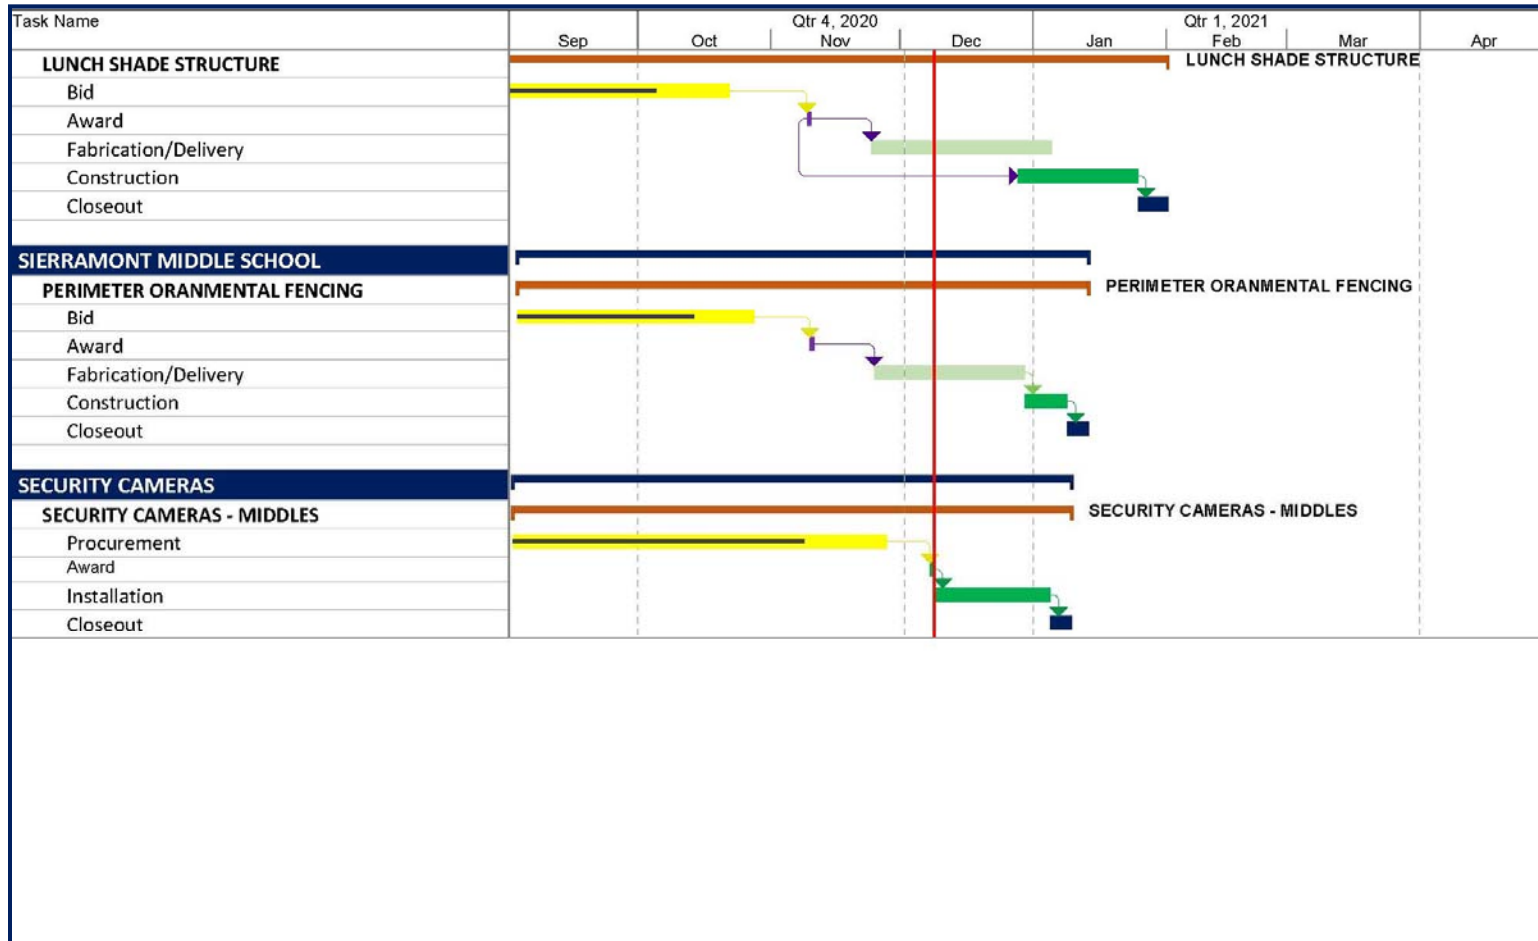 Task Name
Qtr 4, 2020 Qtr 1, 2021
Sep Oct Nov Dec Jan Feb Mar Apr
LUNCH SHADE STRUCTURE LUNCH SHADE STRUCTURE
Bid
Award
Fabrication/Delivery
Construction
Closeout
SIERRAMONT MIDDLE SCHOOL
PERIMETER ORANMENTAL FENCING PERIMETER ORANMENTAL FENCING
Bid
Award
Fabrication/Delivery
Construction
Closeout
SECURITY CAMERAS
SECURITY CAMERAS - MIDDLES SECURITY CAMERAS - MIDDLES
Procurement
Award
Installation
Closeout